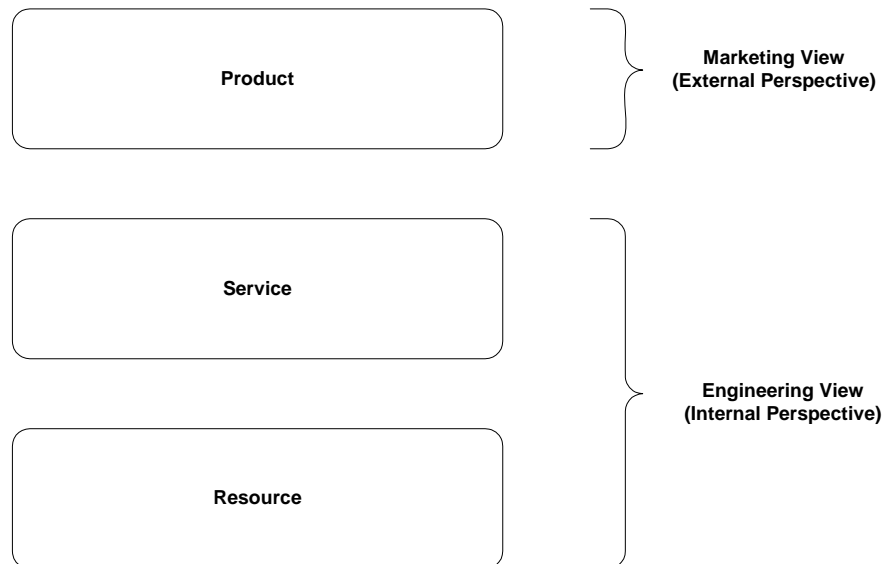 Product
Marketing View
(External Perspective)
Service
Engineering View
(Internal Perspective)
Resource